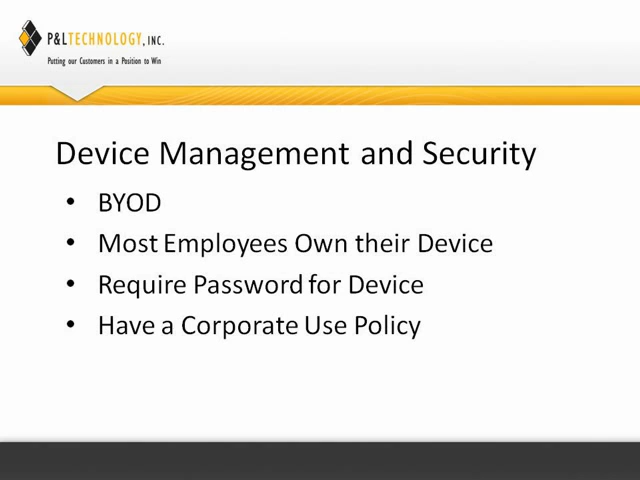 P&LTECHNOLOGY, INC.
Putting our Customers in a Position to Win
Device Management and Security
• BYOD
• Most Employees Own their Device
• Require Password for Device
• Have a Corporate Use Policy